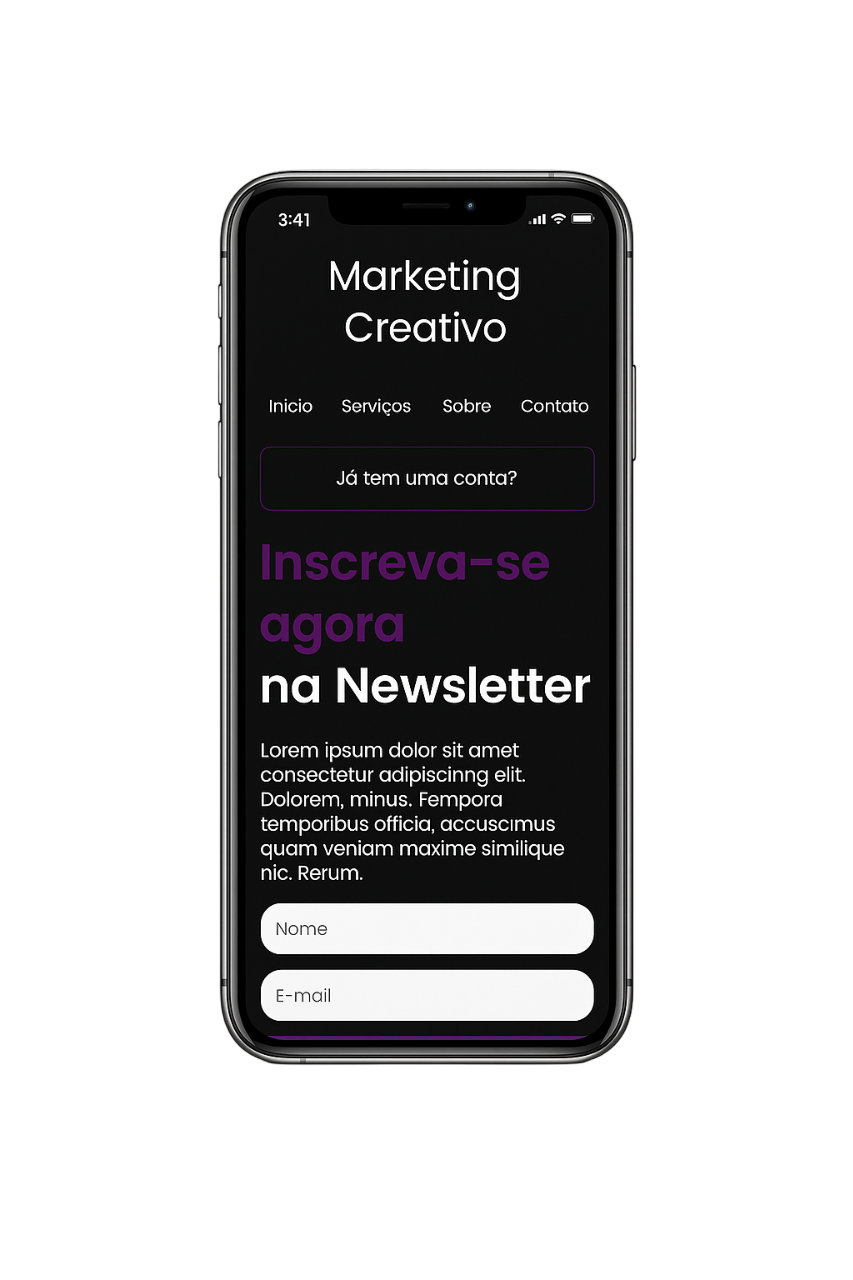 3:41
Marketing
Creativo
Inicio Serviços Sobre Contato
Já tem uma conta?
Inscreva-se
agora
na Newsletter
Lorem ipsum dolor sit amet
consectetur adipiscinng elit.
Dolorem, minus. Fempora
temporibus officia, accuscımus
quam veniam maxime similique
nic. Rerum.
Nome
E-mail